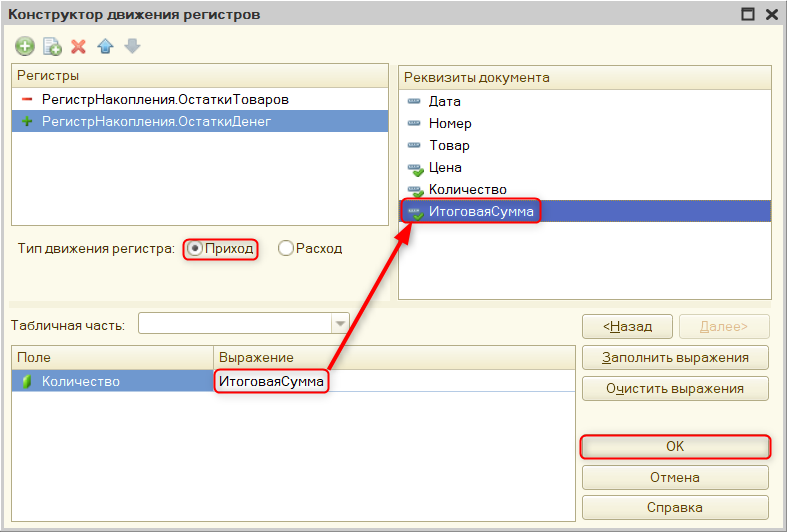 Конструктор движения регистров
Регистры
РегистрНакопления.ОстаткиТоваров
РегистрНакопления.ОстаткиДенег
Реквизиты документа
Дата
Номер
Товар
Цена
Количество
ИтоговаяСумма
Тип движения регистра: Приход Расход
Табличная часть:
<Назад Далее>
Поле Выражение
Количество ИтоговаяСумма
Заполнить выражения
Очистить выражения
ОК
Отмена
Справка